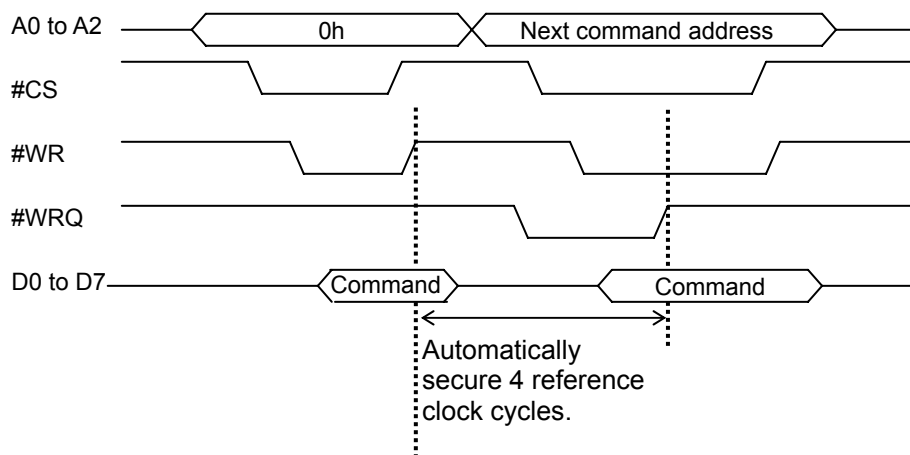 A0 to A2
0h
Next command address
#CS
#WR
#WRQ
D0 to D7
Command
Command
Automatically
secure 4 reference
clock cycles.